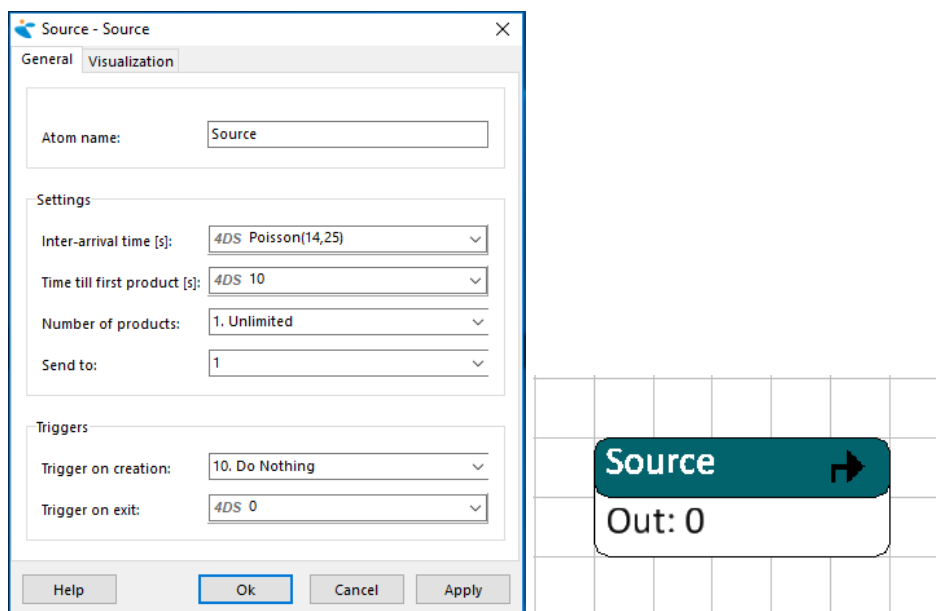 Source - Source
General Visualization
Atom name: Source
Settings
Inter-arrival time [s]: 4DS Poisson(14,25)
Time till first product [s]: 4DS 10
Number of products: 1. Unlimited
Send to: 1
Triggers
Trigger on creation: 10. Do Nothing
Trigger on exit: 4DS 0
Help Ok Cancel Apply
Source
Out: 0